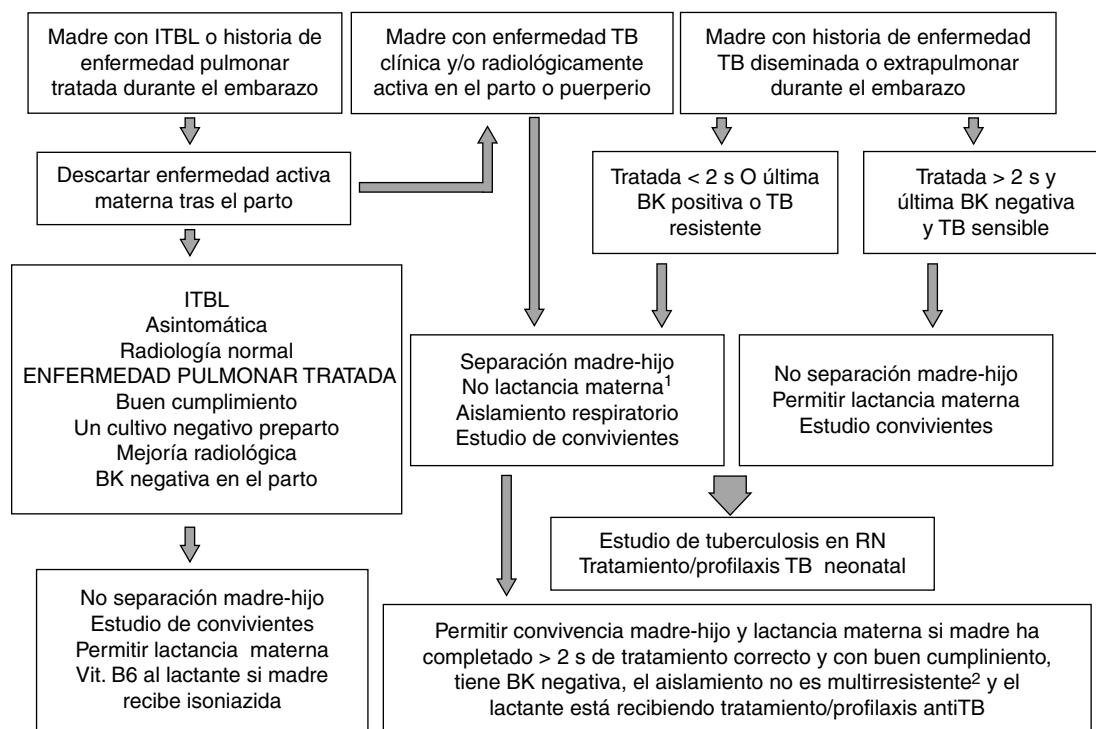 Madre con ITBL o historia de
enfermedad pulmonar
tratada durante el embarazo
Madre con enfermedad TB
clínica y/o radiológicamente
activa en el parto o puerperio
Madre con historia de enfermedad
TB diseminada o extrapulmonar
durante el embarazo
Descartar enfermedad activa
materna tras el parto
Tratada < 2 s O última
BK positiva o TB
resistente
Tratada > 2 s y
última BK negativa
y TB sensible
ITBL
Asintomática
Radiología normal
ENFERMEDAD PULMONAR TRATADA
Buen cumplimiento
Un cultivo negativo preparto
Mejoría radiológica
BK negativa en el parto
Separación madre-hijo
No lactancia materna¹
Aislamiento respiratorio
Estudio de convivientes
No separación madre-hijo
Permitir lactancia materna
Estudio convivientes
Estudio de tuberculosis en RN
Tratamiento/profilaxis TB neonatal
No separación madre-hijo
Estudio de convivientes
Permitir lactancia materna
Vit. B6 al lactante si madre
recibe isoniazida
Permitir convivencia madre-hijo y lactancia materna si madre ha
completado > 2 s de tratamiento correcto y con buen cumpliniento,
tiene BK negativa, el aislamiento no es multirresistente² y el
lactante está recibiendo tratamiento/profilaxis antiTB